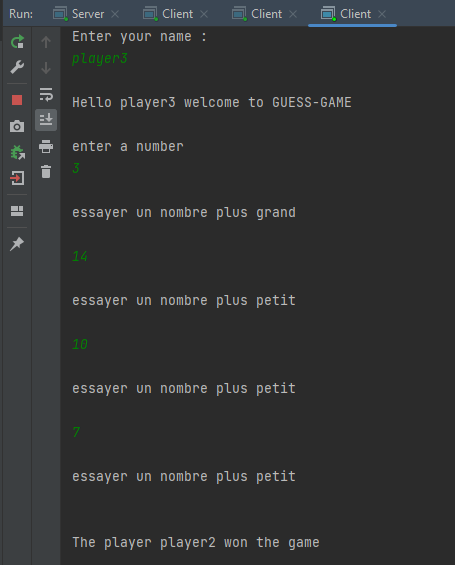 Run: Server Client Client Client
Enter your name :
player3
Hello player3 welcome to GUESS-GAME
enter a number
3
essayer un nombre plus grand
14
essayer un nombre plus petit
10
essayer un nombre plus petit
7
essayer un nombre plus petit
The player player2 won the game